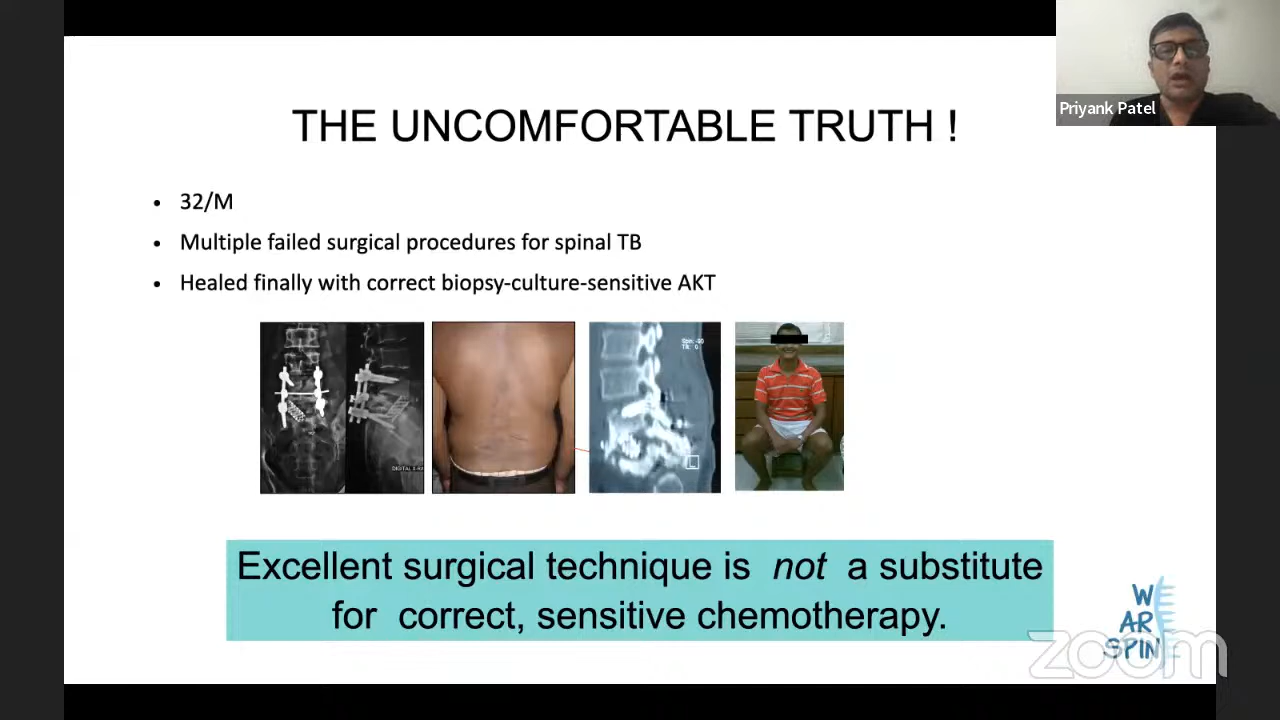 Priyank Patel
THE UNCOMFORTABLE TRUTH !
• 32/M
• Multiple failed surgical procedures for spinal TB
• Healed finally with correct biopsy-culture-sensitive AKT
L
Excellent surgical technique is not a substitute
for correct, sensitive chemotherapy.
W
AR
SPIN
zoom